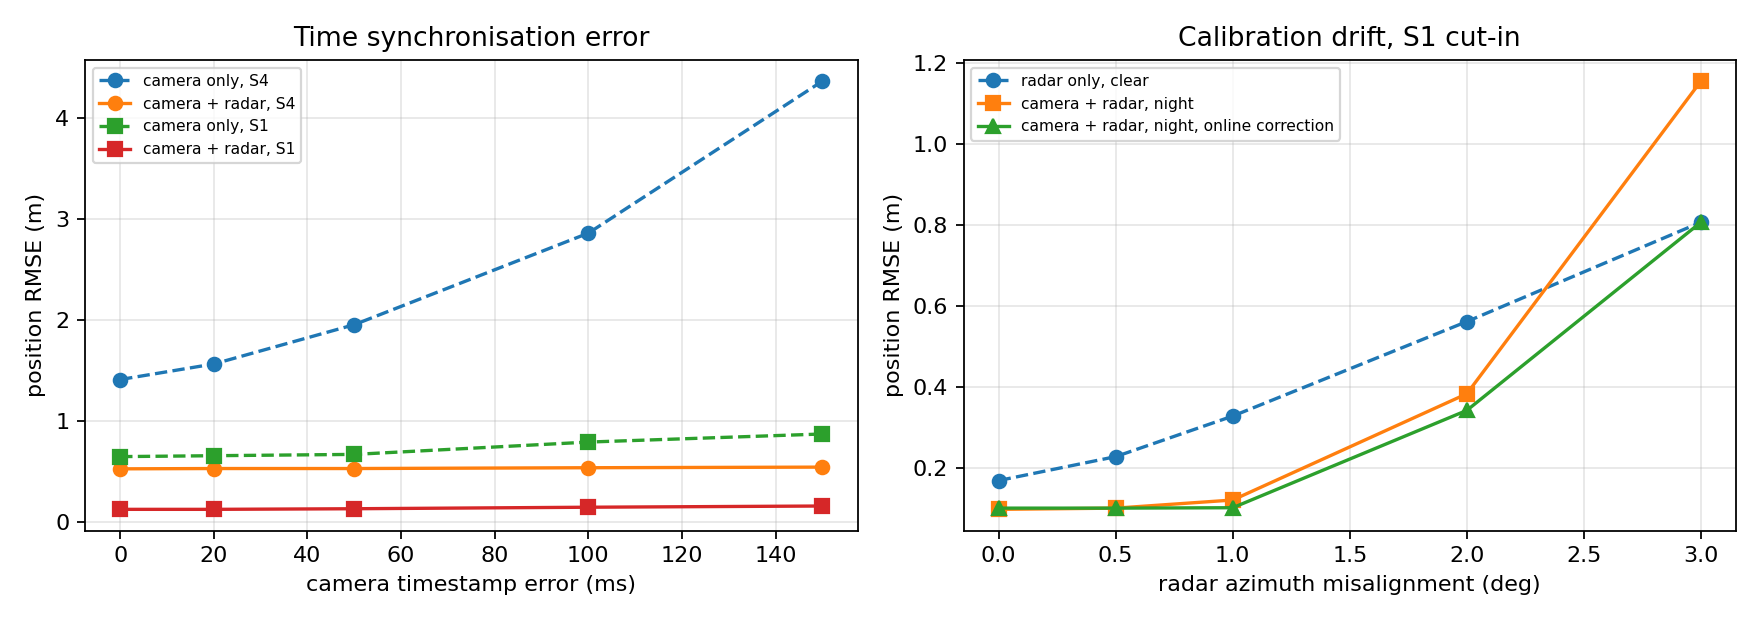 Time synchronisation error
camera only, S4
camera + radar, S4
camera only, S1
camera + radar, S1
position RMSE (m)
4
3
2
1
0
0 20 40 60 80 100 120 140
camera timestamp error (ms)
Calibration drift, S1 cut-in
radar only, clear
camera + radar, night
camera + radar, night, online correction
position RMSE (m)
1.2
1.0
0.8
0.6
0.4
0.2
0.0 0.5 1.0 1.5 2.0 2.5 3.0
radar azimuth misalignment (deg)